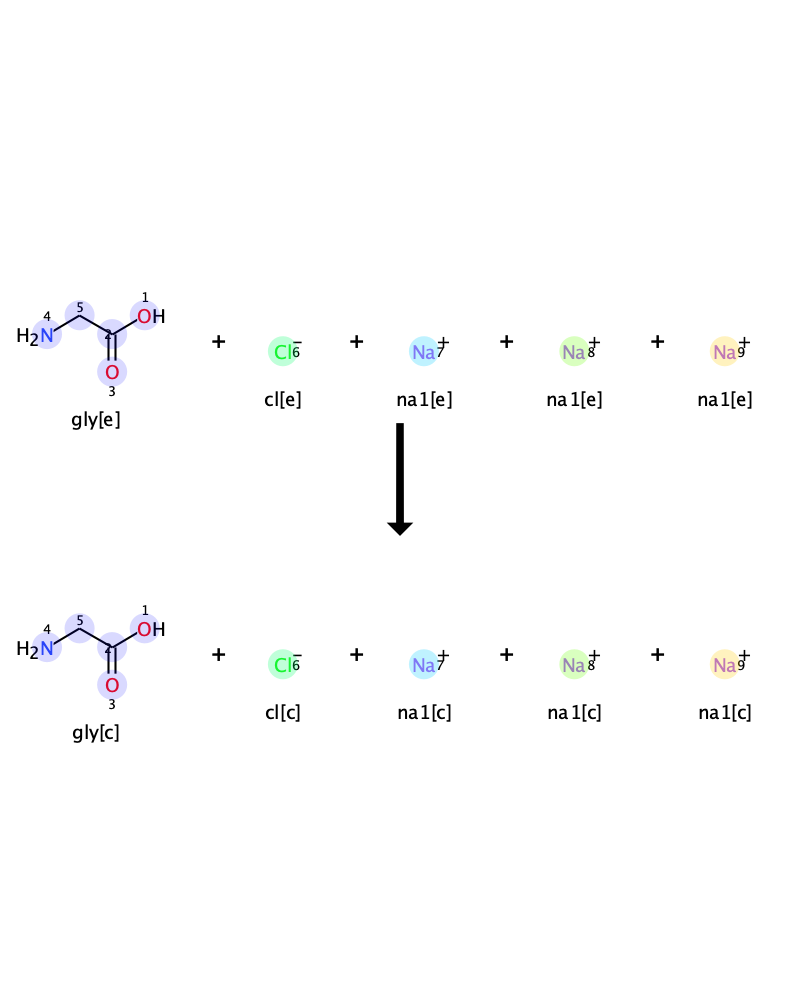 1
4 5
H2N 2 OH + Cl6− + Na7+ + Na8+ + Na9+
O
3
gly[e] cl[e] na1[e] na1[e] na1[e]
1
4 5
H2N 2 OH + Cl6− + Na7+ + Na8+ + Na9+
O
3
gly[c] cl[c] na1[c] na1[c] na1[c]